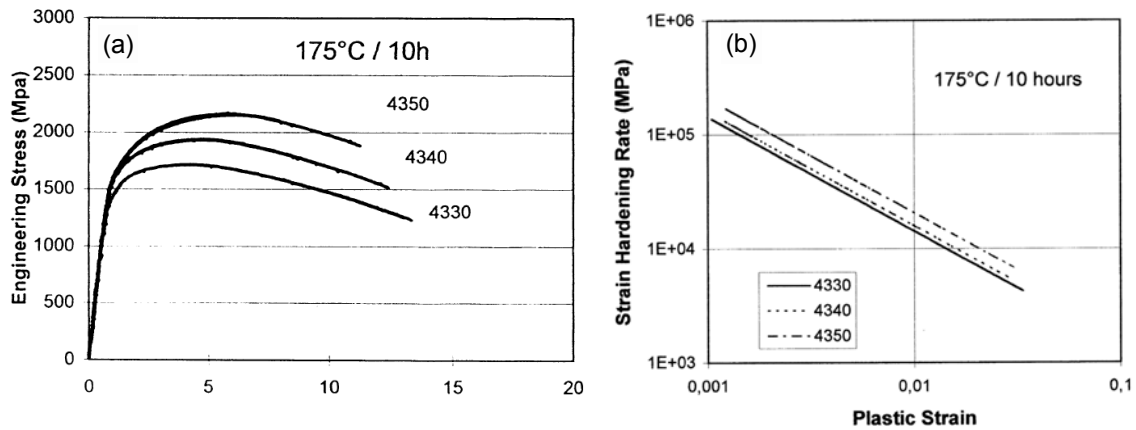 (a)
175°C / 10h
Engineering Stress (Mpa)
3000
2500
2000
1500
1000
500
0
4350
4340
4330
0
5
10
15
20
(b)
175°C / 10 hours
Strain Hardening Rate (MPa)
1E+06
1E+05
1E+04
1E+03
4330
4340
4350
0,001
0,01
0,1
Plastic Strain